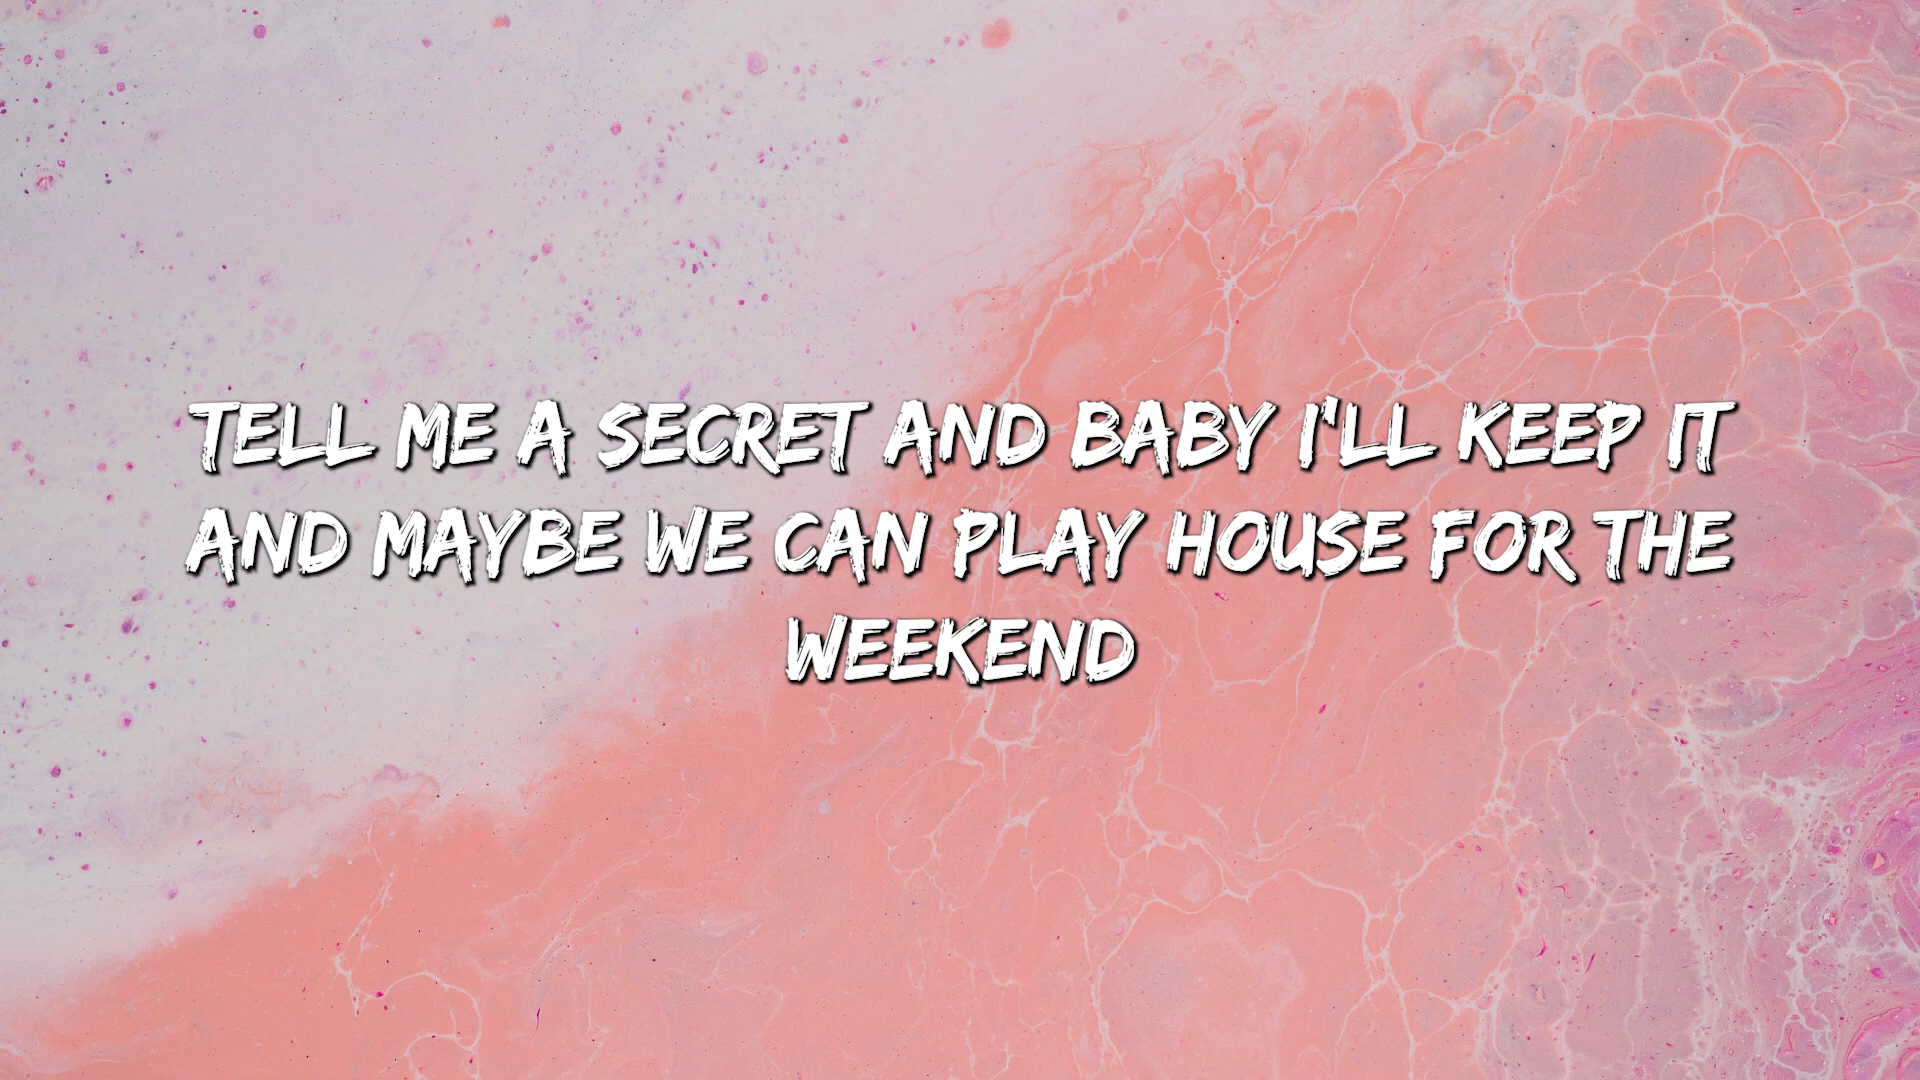 TELL ME A SECRET AND BABY I'LL KEEP IT
AND MAYBE WE CAN PLAY HOUSE FOR THE
WEEKEND